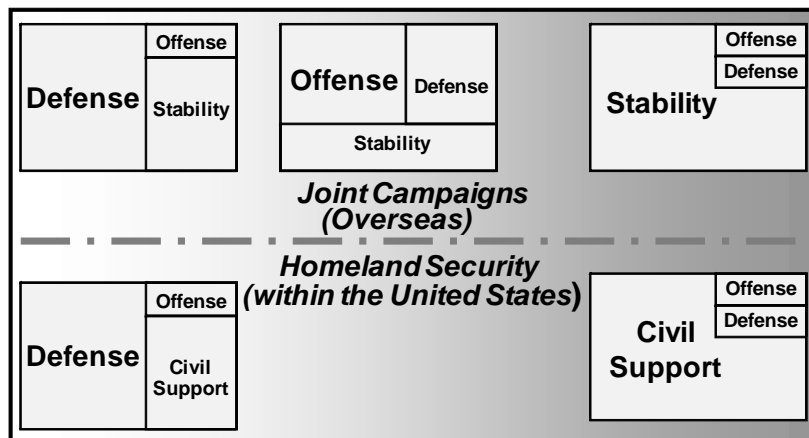 Defense
Offense
Stability
Offense
Defense
Stability
Stability
Offense
Defense
Joint Campaigns
(Overseas)
Homeland Security
(within the United States)
Defense
Offense
Civil
Support
Civil
Support
Offense
Defense